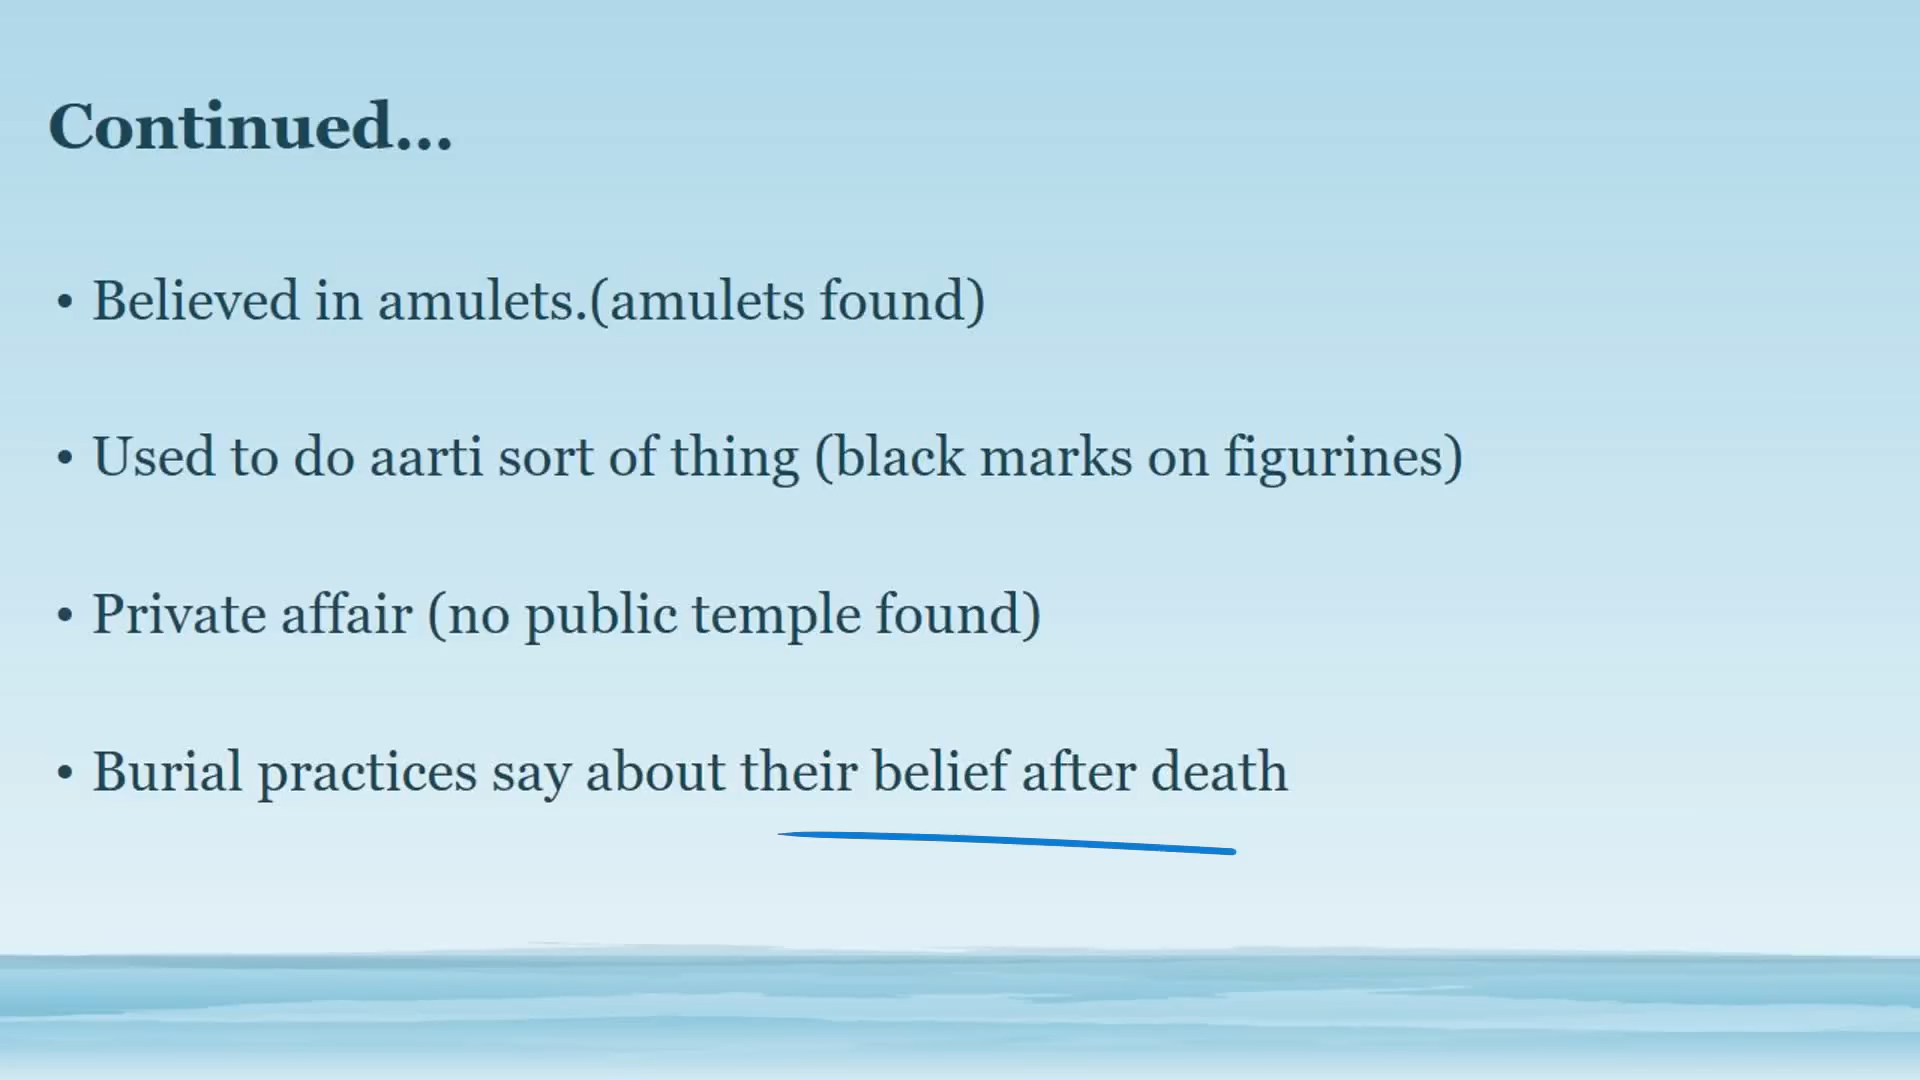 Continued...
• Believed in amulets.(amulets found)
• Used to do aarti sort of thing (black marks on figurines)
• Private affair (no public temple found)
• Burial practices say about their belief after death